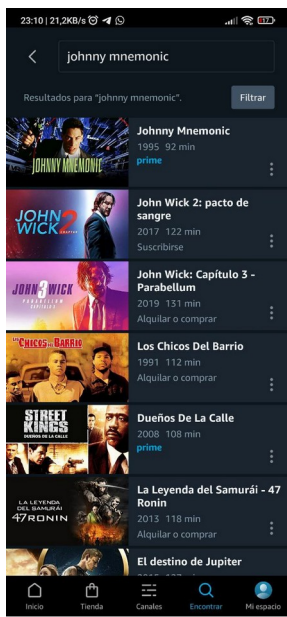 23:10 | 21,2KB/s
17
johnny mnemonic
Resultados para "johnny mnemonic".
Filtrar
JOHNNY MNEMONIC
Johnny Mnemonic
1995 92 min
prime
JOHN
WICK 2
CHAPTER
John Wick 2: pacto de
sangre
2017 122 min
Suscribirse
JOHN WICK
3
PARABELLUM
John Wick: Capítulo 3 -
Parabellum
2019 131 min
Alquilar o comprar
Los CHICOS DEL BARRIO
Los Chicos Del Barrio
1991 112 min
Alquilar o comprar
STREET
KINGS
DUEÑOS DE LA CALLE
Dueños De La Calle
2008 108 min
prime
LA LEYENDA
DEL SAMURÁI
47RONIN
La Leyenda del Samurái - 47
Ronin
2013 118 min
Alquilar o comprar
El destino de Jupiter
Inicio
Tienda
Canales
Encontrar
Mi espacio